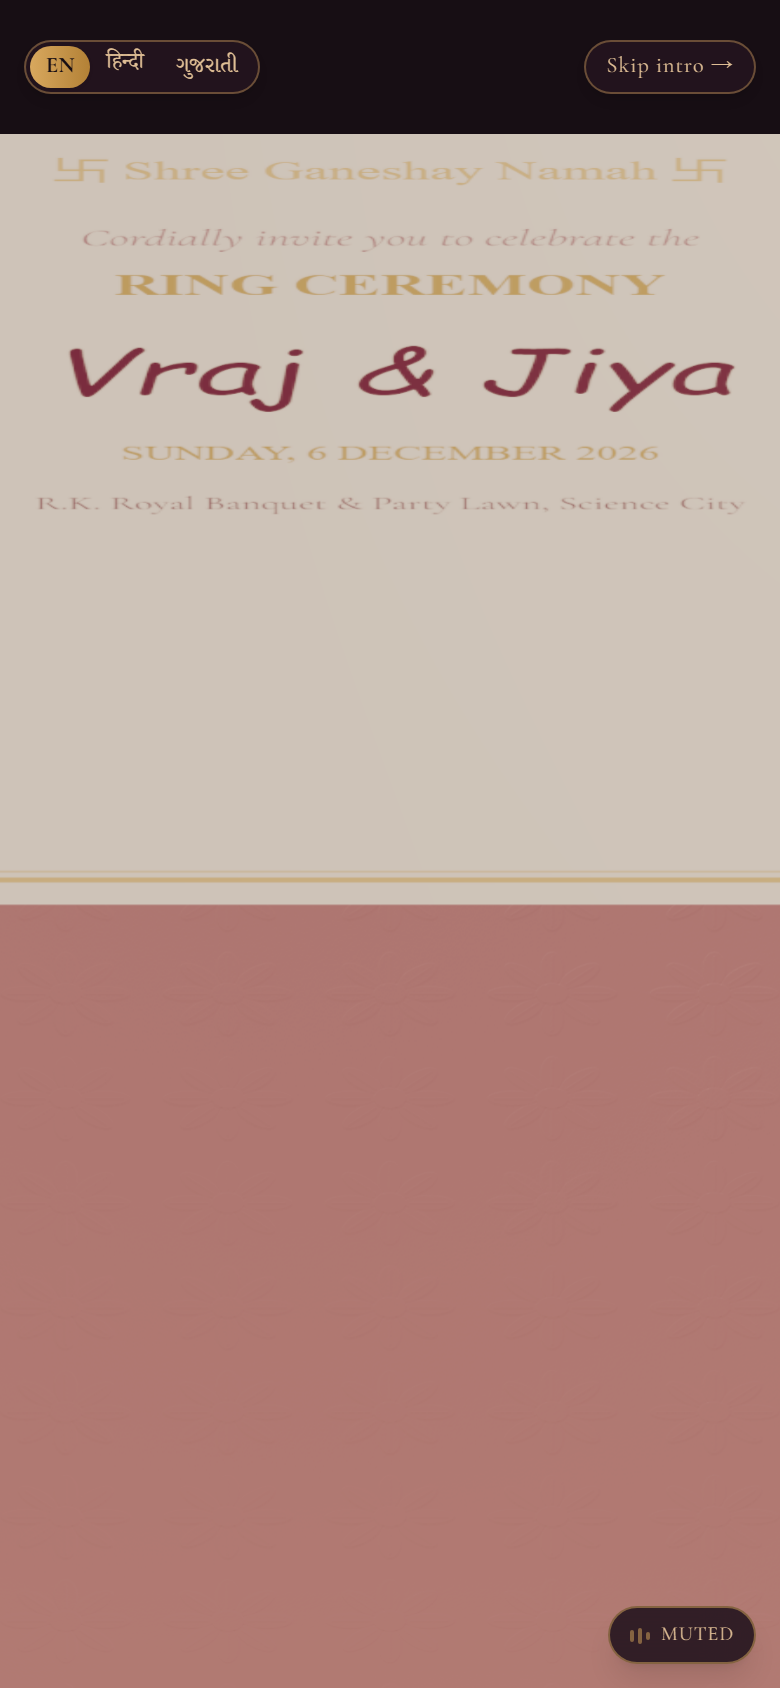 EN हिन्दी ગુજરાતી Skip intro →
卐 Shree Ganeshay Namah 卐
Cordially invite you to celebrate the
RING CEREMONY
Vraj & Jiya
SUNDAY, 6 DECEMBER 2026
R.K. Royal Banquet & Party Lawn, Science City
MUTED